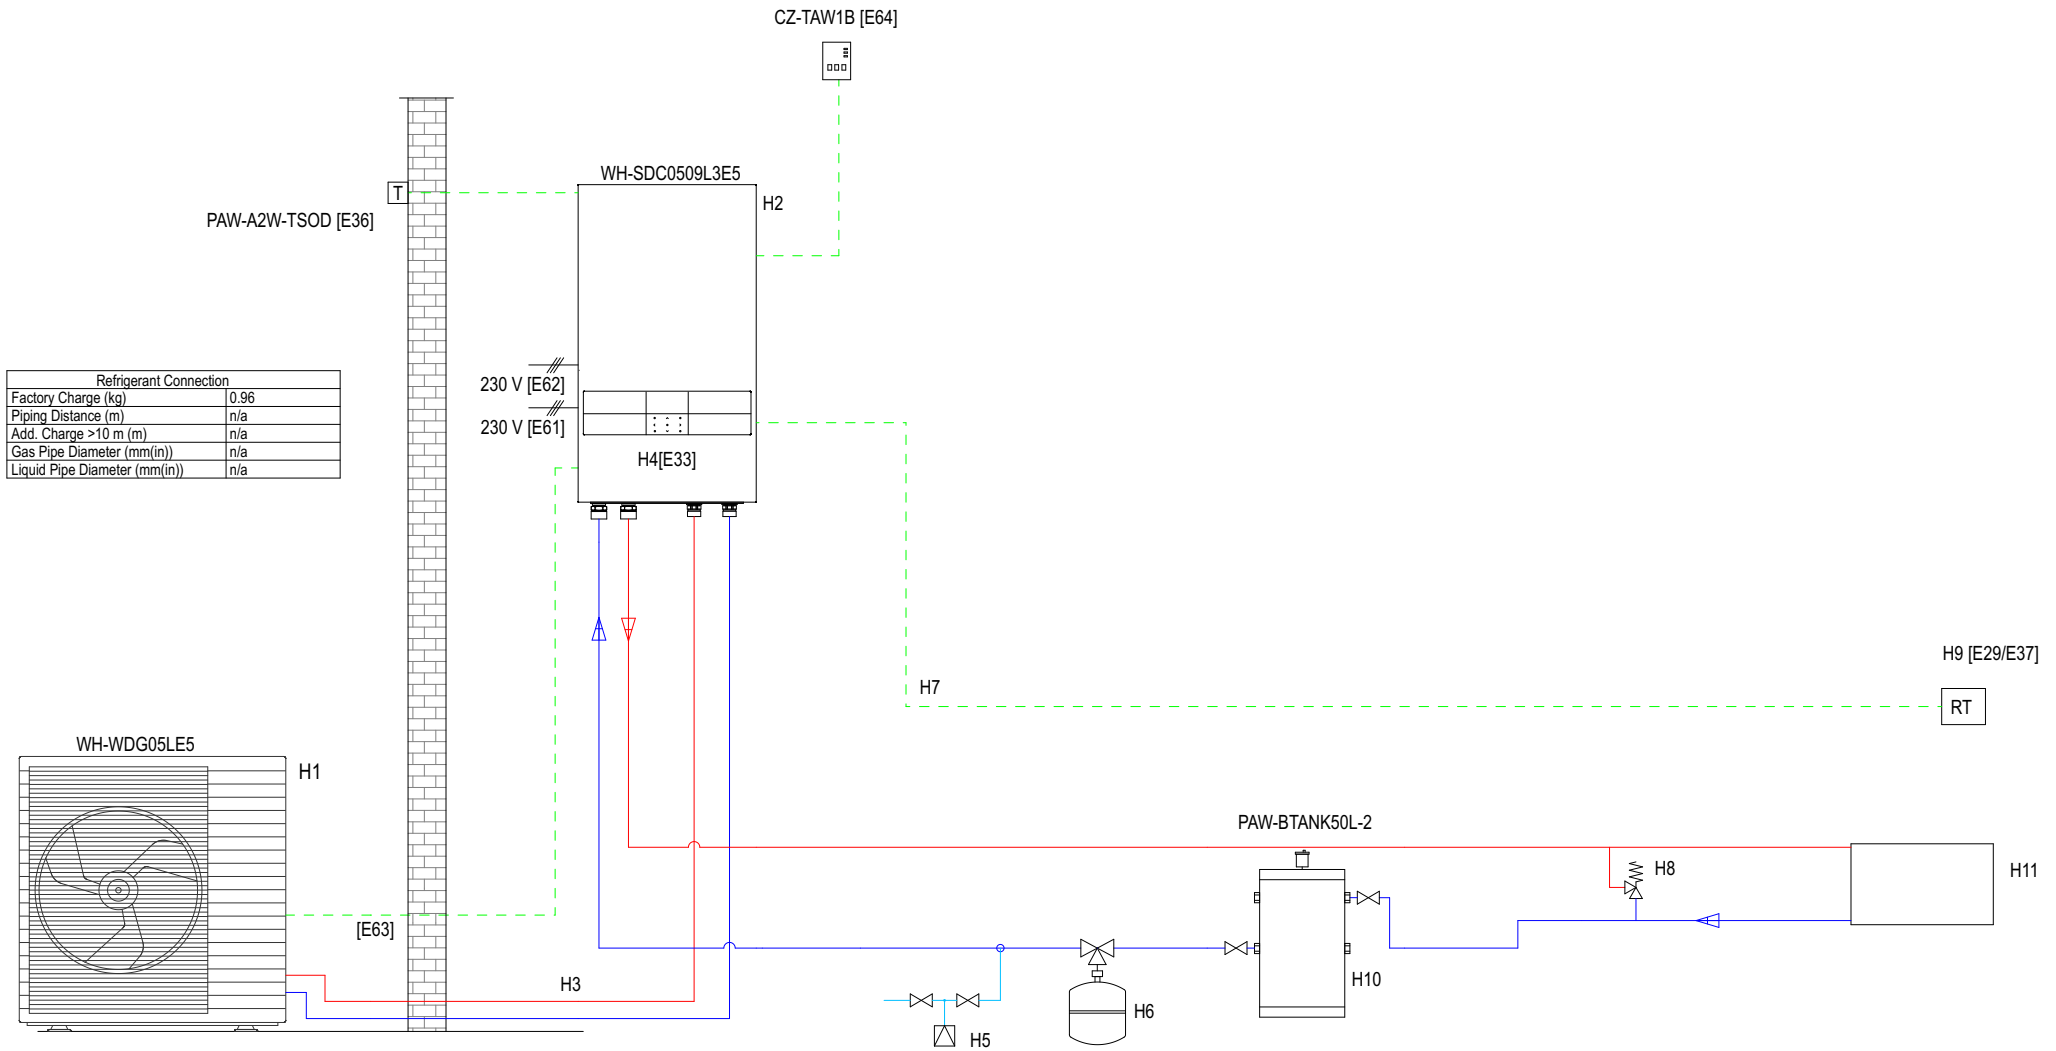 CZ-TAW1B [E64]
WH-SDC0509L3E5
H2
T
PAW-A2W-TSOD [E36]
Refrigerant Connection
Factory Charge (kg) 0.96
Piping Distance (m) n/a
Add. Charge >10 m (m) n/a
Gas Pipe Diameter (mm(in)) n/a
Liquid Pipe Diameter (mm(in)) n/a
230 V [E62]
230 V [E61]
H4[E33]
H9 [E29/E37]
H7
RT
WH-WDG05LE5
H1
PAW-BTANK50L-2
H8
H11
[E63]
H3
H10
H6
H5